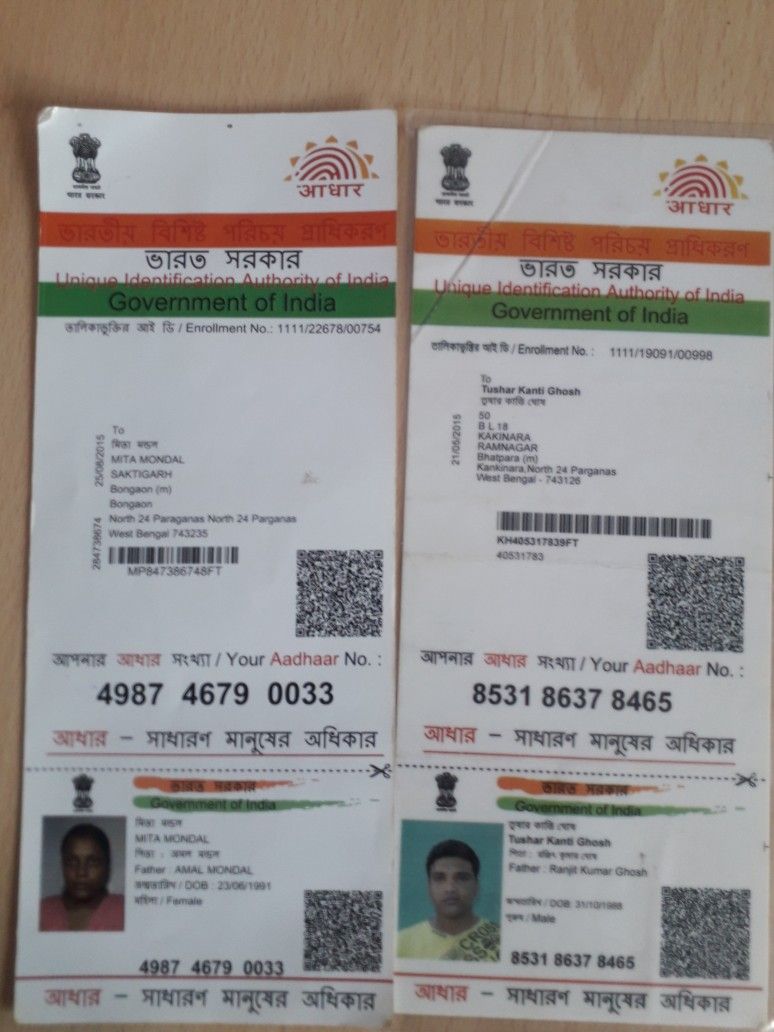 भारत सरकार
आधार
ভারতীয় বিশিষ্ট পরিচয় প্রাধিকরণ
ভারত সরকার
Unique Identification Authority of India
Government of India
তালিকাভুক্তির আই ডি / Enrollment No.: 1111/22678/00754
To
মিতা মন্ডল
MITA MONDAL
SAKTIGARH
Bongaon (m)
Bongaon
North 24 Paraganas North 24 Parganas
West Bengal 743235
25/08/2015
284738674
MP847386748FT
আপনার আধার সংখ্যা / Your Aadhaar No. :
4987 4679 0033
আধার – সাধারণ মানুষের অধিকার
ভারত সরকার
Government of India
মিতা মন্ডল
MITA MONDAL
পিতা : অমল মন্ডল
Father : AMAL MONDAL
জন্মতারিখ / DOB : 23/06/1991
মহিলা / Female
4987 4679 0033
আধার – সাধারণ মানুষের অধিকার
आधार
ভারতীয় বিশিষ্ট পরিচয় প্রাধিকরণ
ভারত সরকার
Unique Identification Authority of India
Government of India
তালিকাভুক্তির আই ডি / Enrollment No. : 1111/19091/00998
To
Tushar Kanti Ghosh
তুষার কান্তি ঘোষ
50
B L 18
KAKINARA
RAMNAGAR
Bhatpara (m)
Kankinara,North 24 Parganas
West Bengal - 743126
21/05/2015
KH405317839FT
40531783
আপনার আধার সংখ্যা / Your Aadhaar No. :
8531 8637 8465
আধার – সাধারণ মানুষের অধিকার
ভারত সরকার
Government of India
তুষার কান্তি ঘোষ
Tushar Kanti Ghosh
পিতা : রঞ্জিৎ কুমার ঘোষ
Father : Ranjit Kumar Ghosh
জন্মতারিখ / DOB: 31/10/1988
পুরুষ / Male
8531 8637 8465
আধার – সাধারণ মানুষের অধিকার